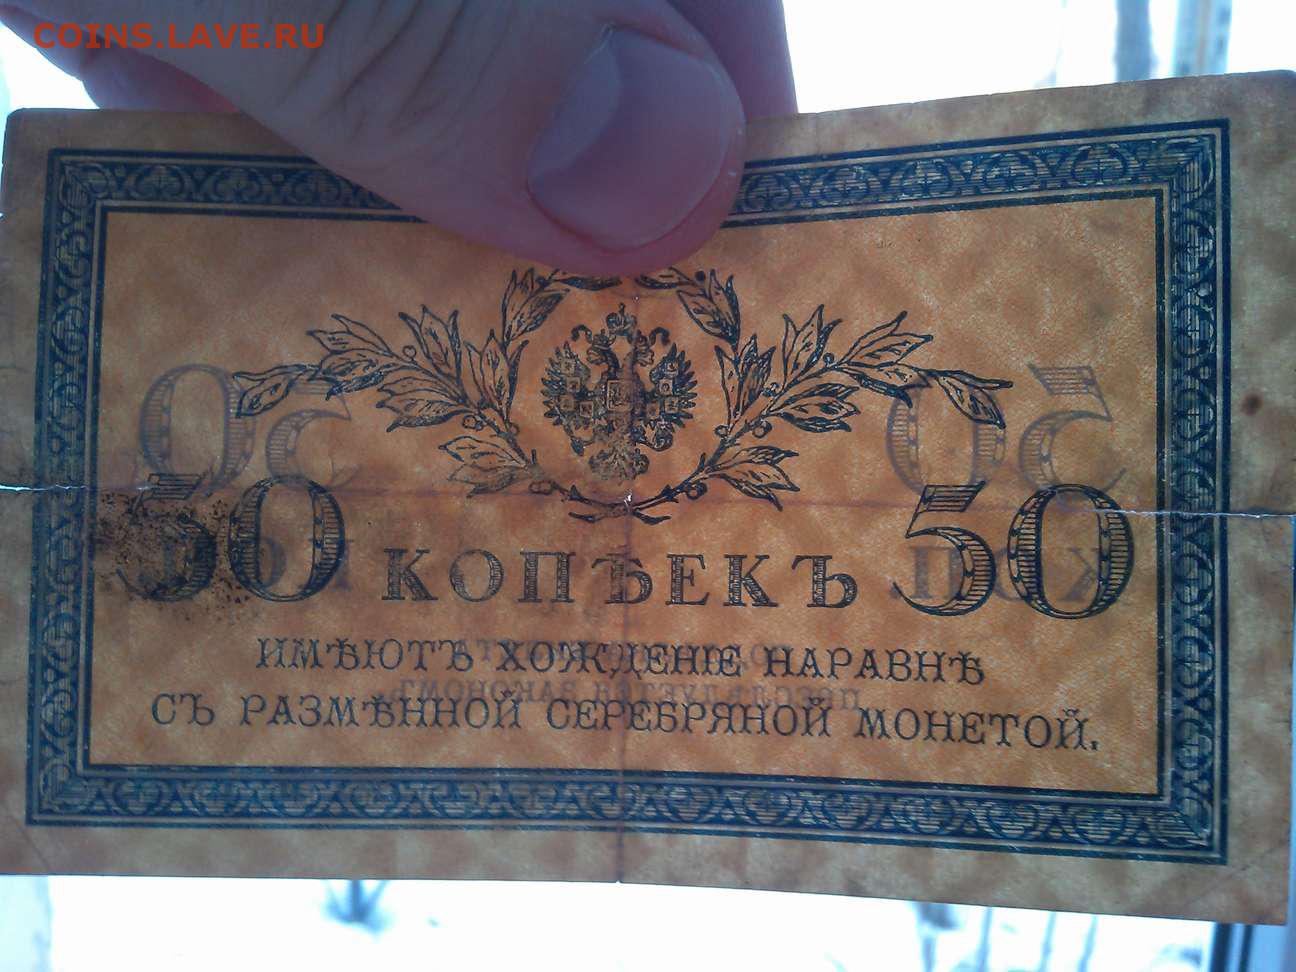 COINS.LAVE.RU
50 КОПѢЕКЪ 50
ИМѢЮТЪ ХОЖДЕНІЕ НАРАВНѢ
СЪ РАЗМѢННОЙ СЕРЕБРЯНОЙ МОНЕТОЙ.